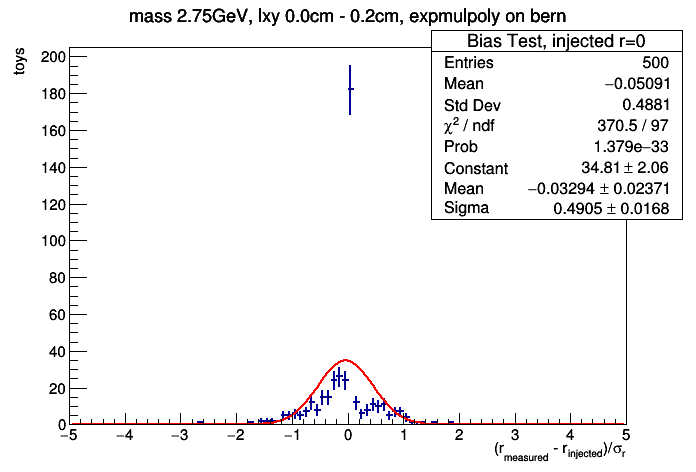 mass 2.75GeV, lxy 0.0cm - 0.2cm, expmulpoly on bern
Bias Test, injected r=0
Entries 500
Mean −0.05091
Std Dev 0.4881
χ² / ndf 370.5 / 97
Prob 1.379e−33
Constant 34.81 ± 2.06
Mean −0.03294 ± 0.02371
Sigma 0.4905 ± 0.0168
toys
200
180
160
140
120
100
80
60
40
20
0
−5 −4 −3 −2 −1 0 1 2 3 4 5
(r_measured - r_injected)/σ_r